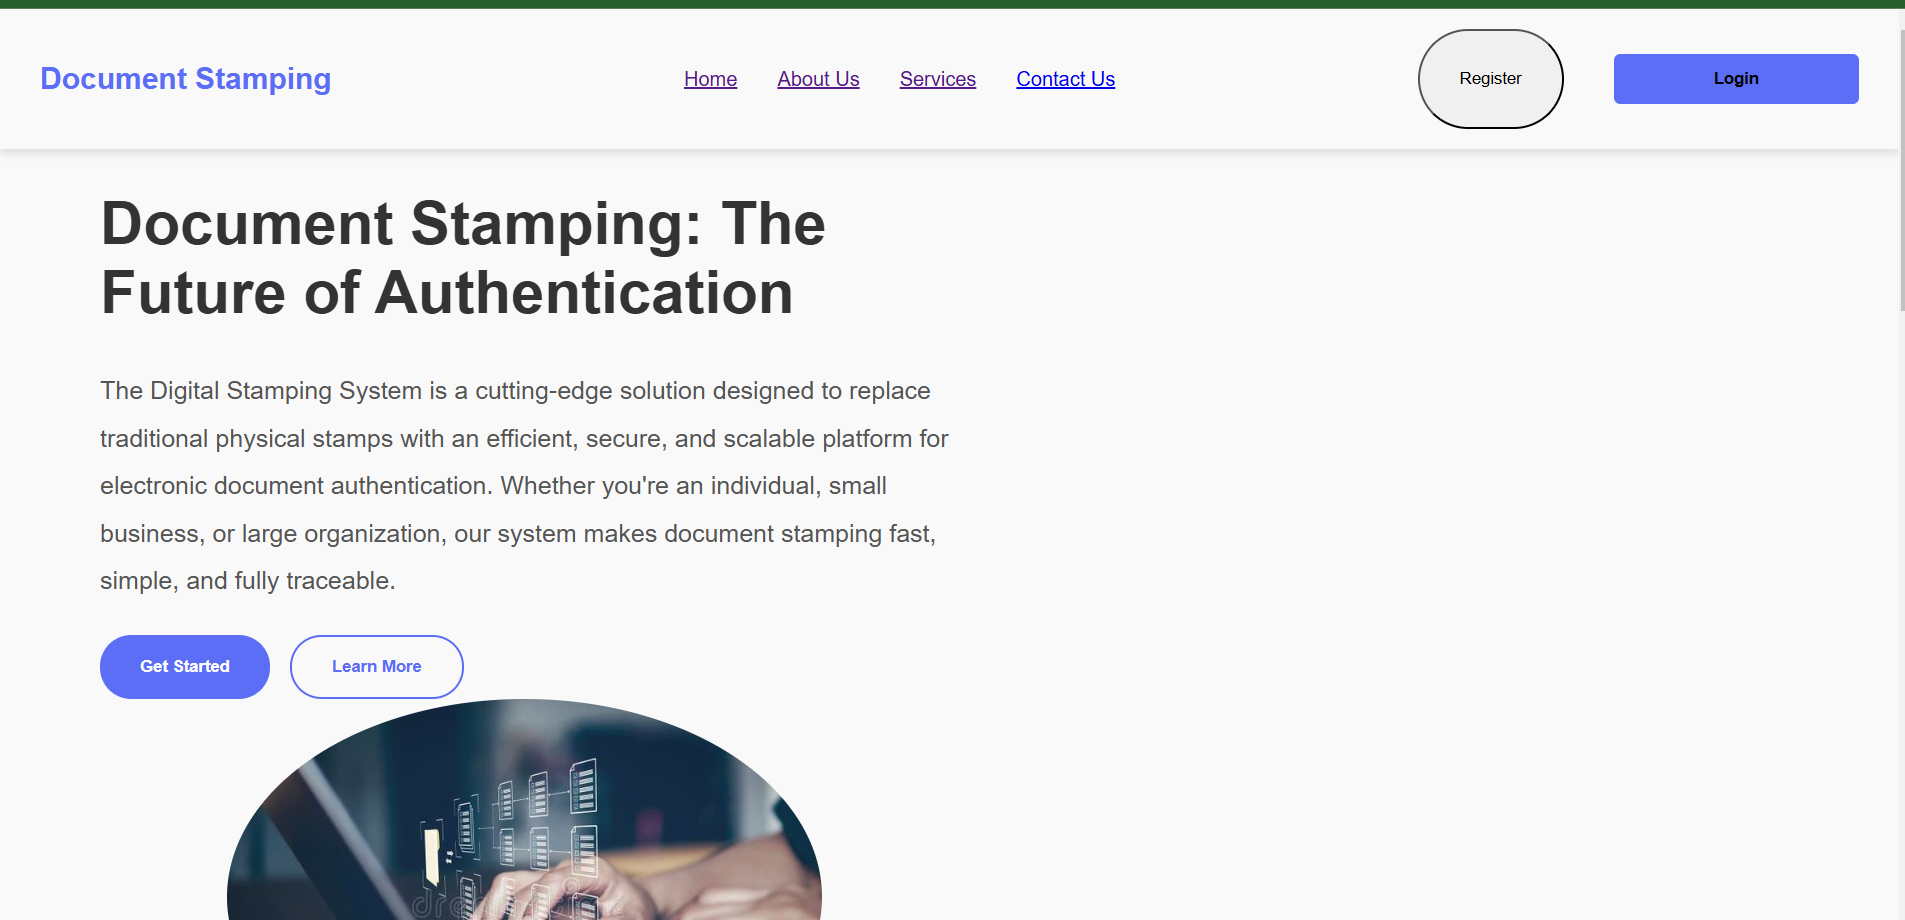 Document Stamping
Home
About Us
Services
Contact Us
Register
Login
Document Stamping: The
Future of Authentication
The Digital Stamping System is a cutting-edge solution designed to replace
traditional physical stamps with an efficient, secure, and scalable platform for
electronic document authentication. Whether you're an individual, small
business, or large organization, our system makes document stamping fast,
simple, and fully traceable.
Get Started
Learn More